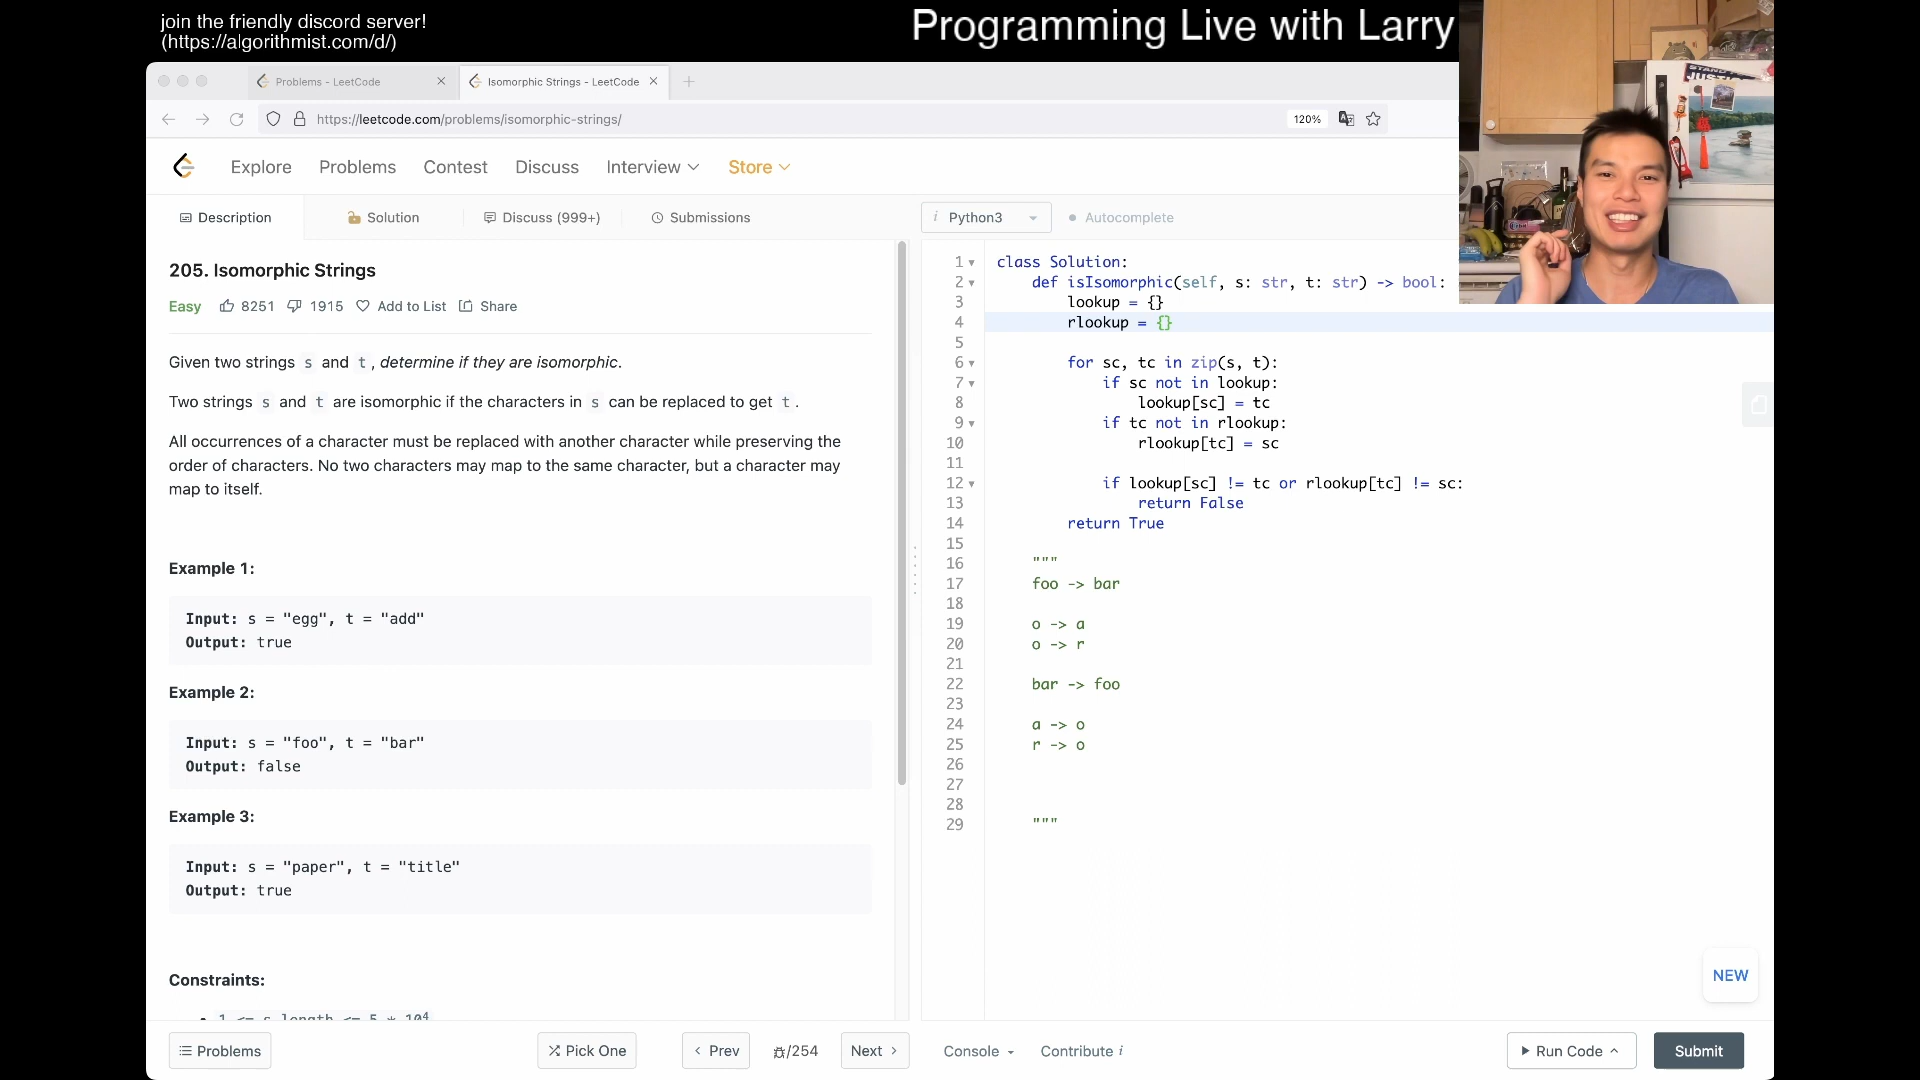 join the friendly discord server!
(https://algorithmist.com/d/)
Programming Live with Larry
Problems - LeetCode
Isomorphic Strings - LeetCode
https://leetcode.com/problems/isomorphic-strings/
120%
Explore
Problems
Contest
Discuss
Interview
Store
Description
Solution
Discuss (999+)
Submissions
i Python3
Autocomplete
205. Isomorphic Strings
Easy
8251
1915
Add to List
Share
Given two strings s and t , determine if they are isomorphic.
Two strings s and t are isomorphic if the characters in s can be replaced to get t .
All occurrences of a character must be replaced with another character while preserving the
order of characters. No two characters may map to the same character, but a character may
map to itself.
Example 1:
Input: s = "egg", t = "add"
Output: true
Example 2:
Input: s = "foo", t = "bar"
Output: false
Example 3:
Input: s = "paper", t = "title"
Output: true
Constraints:
1 <= s.length <= 5 * 10⁴
1 class Solution:
2 def isIsomorphic(self, s: str, t: str) -> bool:
3 lookup = {}
4 rlookup = {}
5
6 for sc, tc in zip(s, t):
7 if sc not in lookup:
8 lookup[sc] = tc
9 if tc not in rlookup:
10 rlookup[tc] = sc
11
12 if lookup[sc] != tc or rlookup[tc] != sc:
13 return False
14 return True
15
16 """
17 foo -> bar
18
19 o -> a
20 o -> r
21
22 bar -> foo
23
24 a -> o
25 r -> o
26
27
28
29 """
NEW
Problems
Pick One
Prev
/254
Next
Console
Contribute i
Run Code
Submit